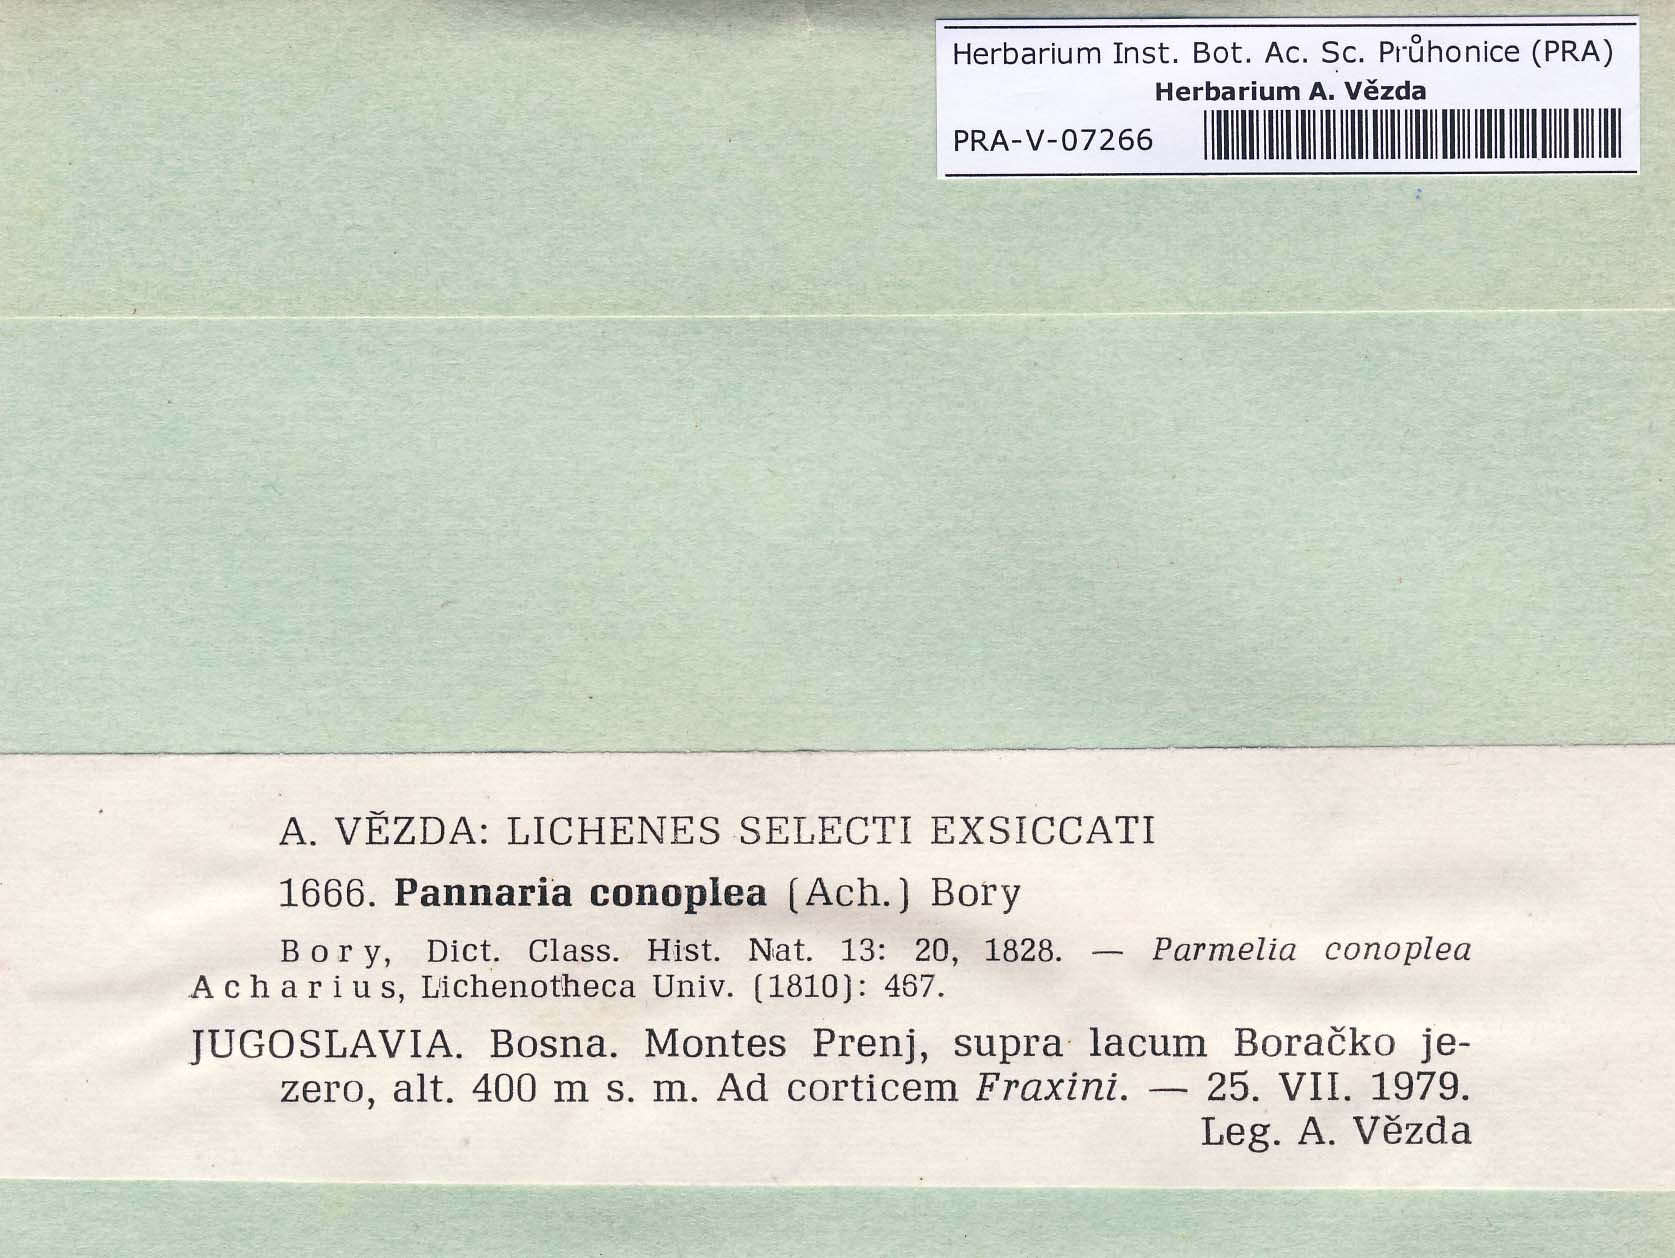 Herbarium Inst. Bot. Ac. Sc. Průhonice (PRA)
Herbarium A. Vězda
PRA-V-07266
A. VĚZDA: LICHENES SELECTI EXSICCATI
1666. Pannaria conoplea (Ach.) Bory
Bory, Dict. Class. Hist. Nat. 13: 20, 1828. — Parmelia conoplea
Acharius, Lichenotheca Univ. (1810): 467.
JUGOSLAVIA. Bosna. Montes Prenj, supra lacum Boračko je-
zero, alt. 400 m s. m. Ad corticem Fraxini. — 25. VII. 1979.
Leg. A. Vězda